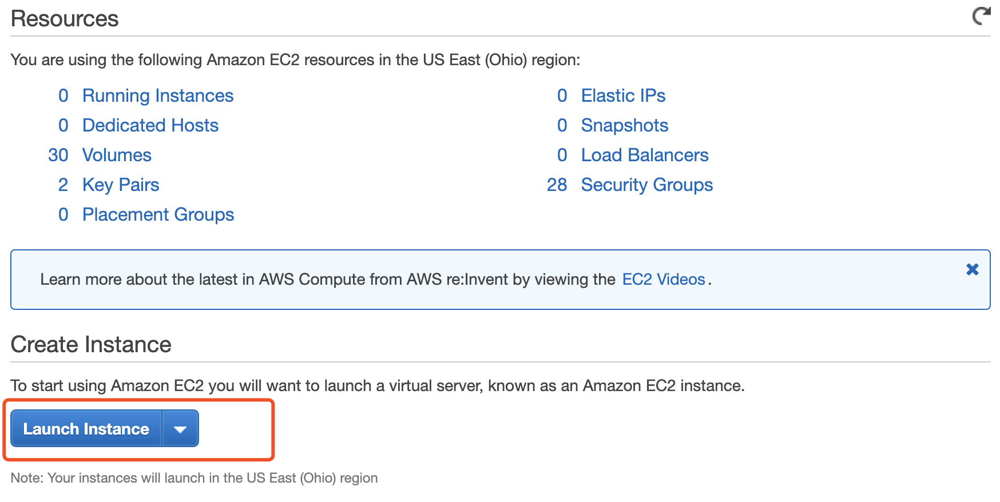 Resources
You are using the following Amazon EC2 resources in the US East (Ohio) region:
0 Running Instances
0 Dedicated Hosts
30 Volumes
2 Key Pairs
0 Placement Groups
0 Elastic IPs
0 Snapshots
0 Load Balancers
28 Security Groups
Learn more about the latest in AWS Compute from AWS re:Invent by viewing the EC2 Videos.
Create Instance
To start using Amazon EC2 you will want to launch a virtual server, known as an Amazon EC2 instance.
Launch Instance
Note: Your instances will launch in the US East (Ohio) region